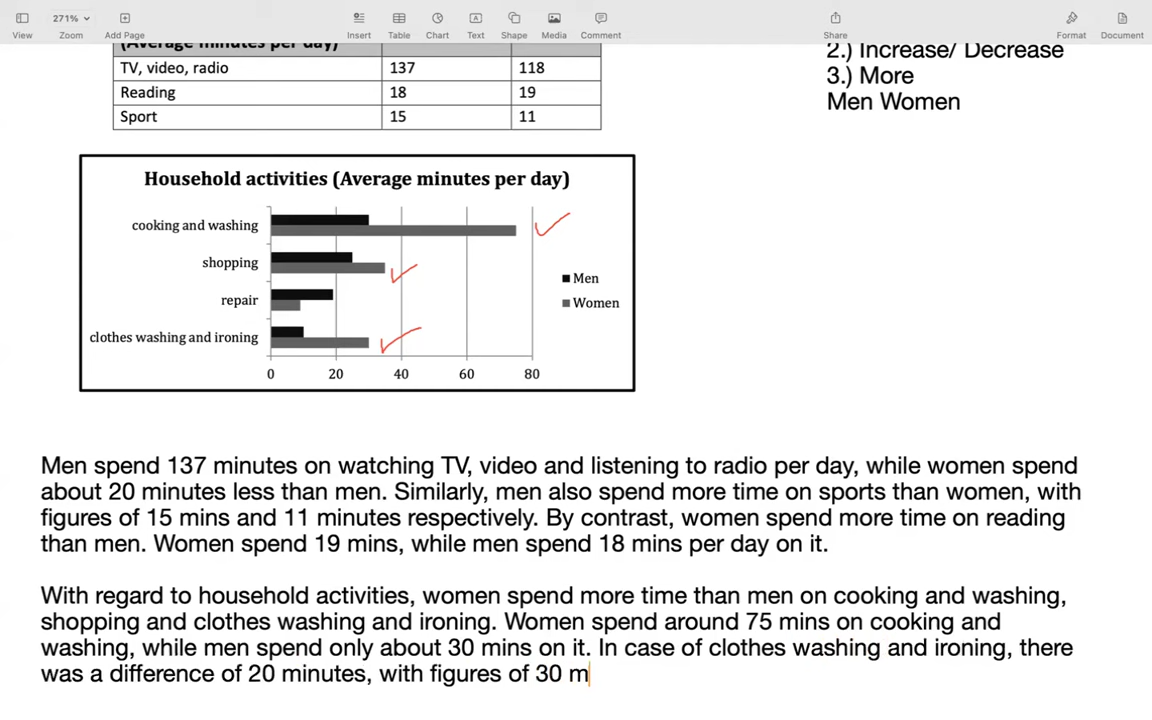 271%
View Zoom Add Page Insert Table Chart Text Shape Media Comment Share Format Document
(Average minutes per day)
TV, video, radio 137 118
Reading 18 19
Sport 15 11
2.) Increase/ Decrease
3.) More
Men Women
Household activities (Average minutes per day)
cooking and washing
shopping
repair
clothes washing and ironing
Men
Women
0 20 40 60 80
Men spend 137 minutes on watching TV, video and listening to radio per day, while women spend
about 20 minutes less than men. Similarly, men also spend more time on sports than women, with
figures of 15 mins and 11 minutes respectively. By contrast, women spend more time on reading
than men. Women spend 19 mins, while men spend 18 mins per day on it.
With regard to household activities, women spend more time than men on cooking and washing,
shopping and clothes washing and ironing. Women spend around 75 mins on cooking and
washing, while men spend only about 30 mins on it. In case of clothes washing and ironing, there
was a difference of 20 minutes, with figures of 30 m